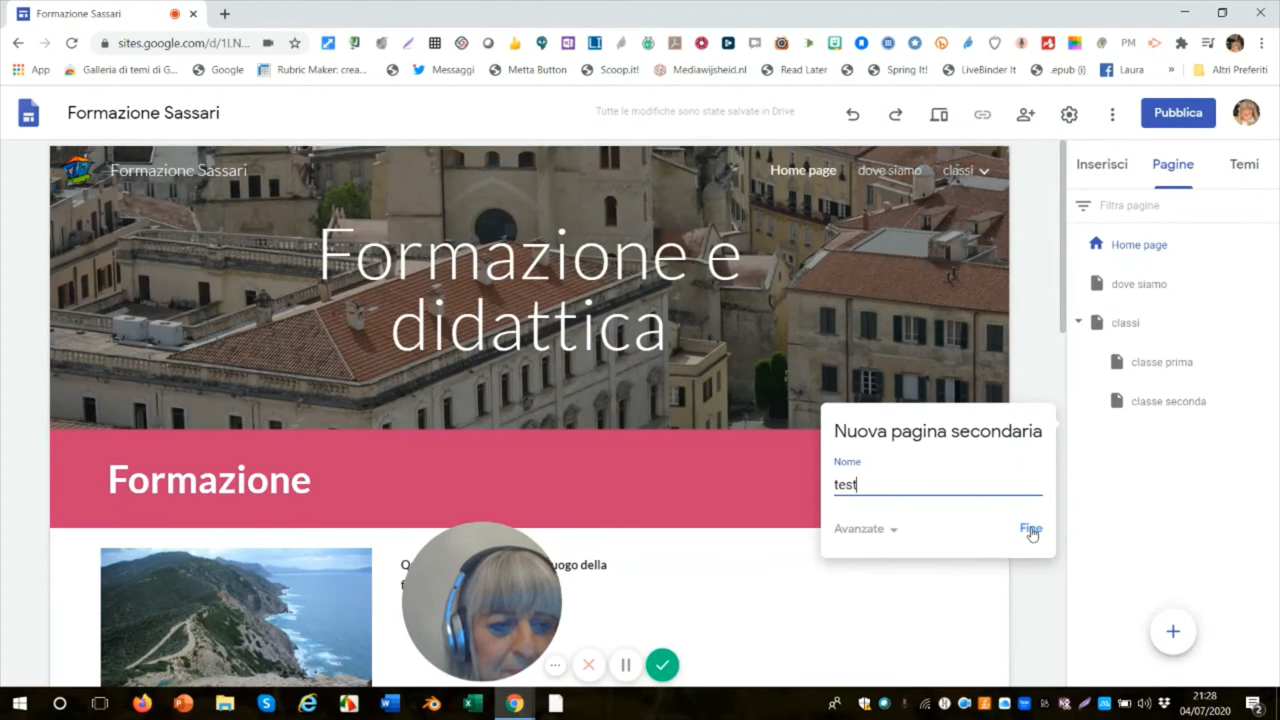 Formazione Sassari
sites.google.com/d/1LN...
PM
App
Galleria di temi di G...
Google
Rubric Maker: crea...
Messaggi
Metta Button
Scoop.it!
Mediawijsheid.nl
Read Later
Spring It!
LiveBinder It
.epub (i)
Laura
»
Altri Preferiti
Formazione Sassari
Tutte le modifiche sono state salvate in Drive
Pubblica
Formazione Sassari
Home page
dove siamo
classi
Inserisci
Pagine
Temi
Filtra pagine
Formazione e
didattica
Home page
dove siamo
classi
classe prima
classe seconda
Nuova pagina secondaria
Nome
test
Avanzate
Fine
Formazione
uogo della
21:28
04/07/2020
2